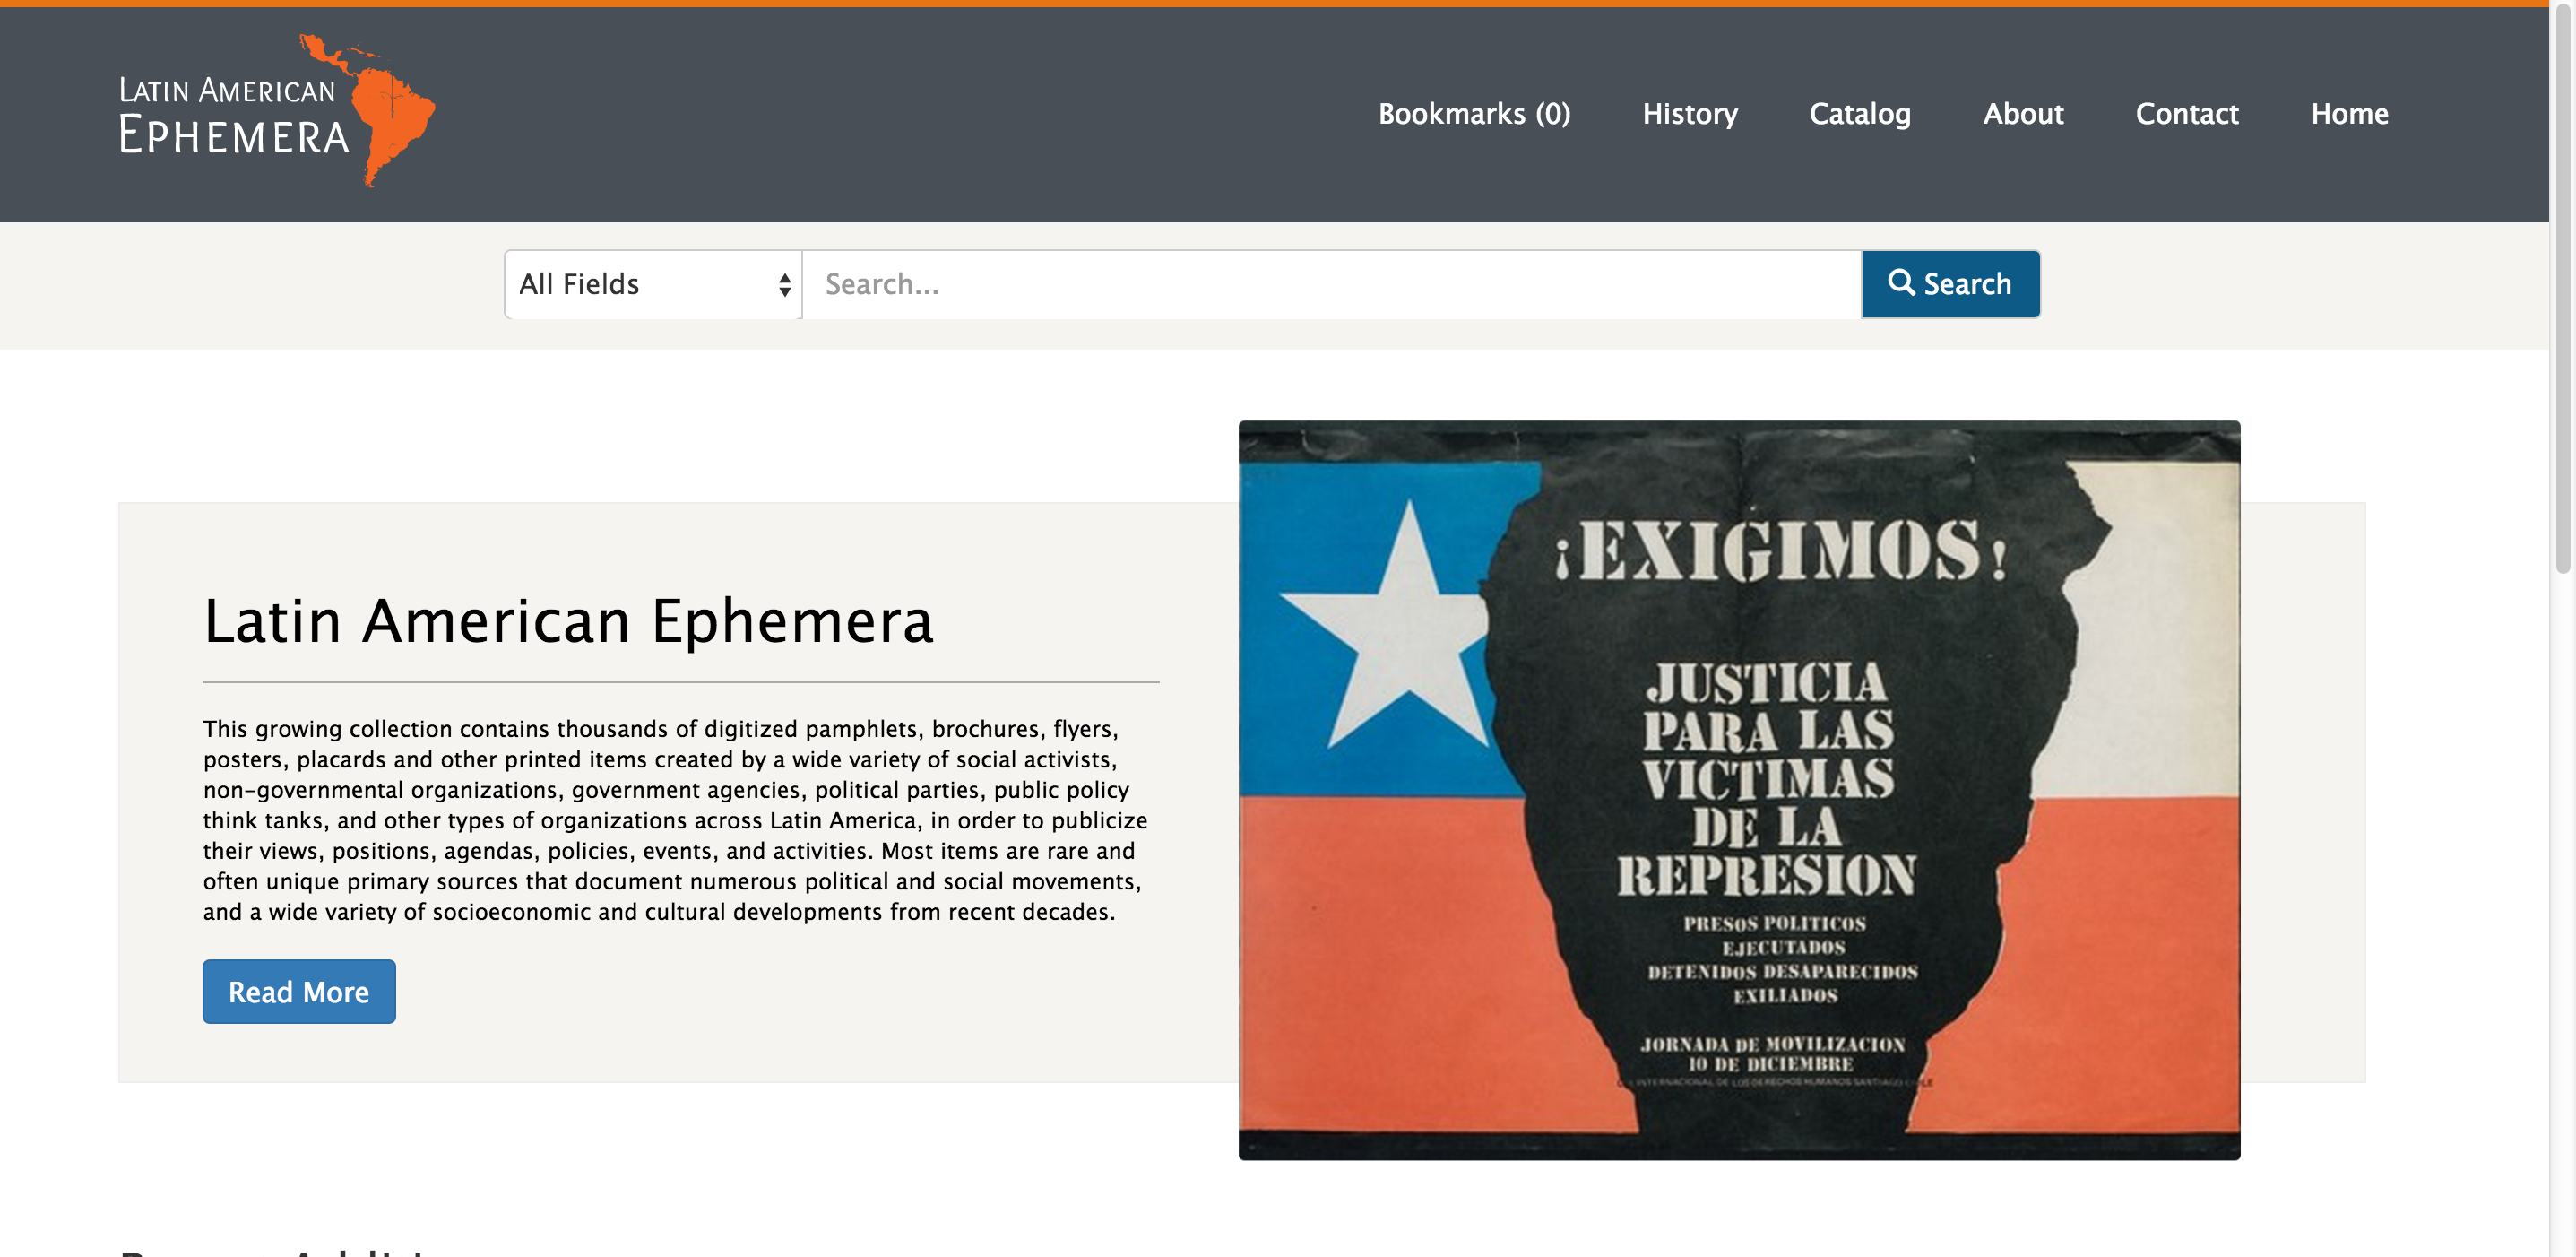 LATIN AMERICAN
EPHEMERA
Bookmarks (0) History Catalog About Contact Home
All Fields Search... Search
Latin American Ephemera
This growing collection contains thousands of digitized pamphlets, brochures, flyers,
posters, placards and other printed items created by a wide variety of social activists,
non-governmental organizations, government agencies, political parties, public policy
think tanks, and other types of organizations across Latin America, in order to publicize
their views, positions, agendas, policies, events, and activities. Most items are rare and
often unique primary sources that document numerous political and social movements,
and a wide variety of socioeconomic and cultural developments from recent decades.
Read More
¡EXIGIMOS!
JUSTICIA
PARA LAS
VICTIMAS
DE LA
REPRESION
PRESOS POLITICOS
EJECUTADOS
DETENIDOS DESAPARECIDOS
EXILIADOS
JORNADA DE MOVILIZACION
10 DE DICIEMBRE
INTERNACIONAL DE LOS DERECHOS HUMANOS SANTIAGO